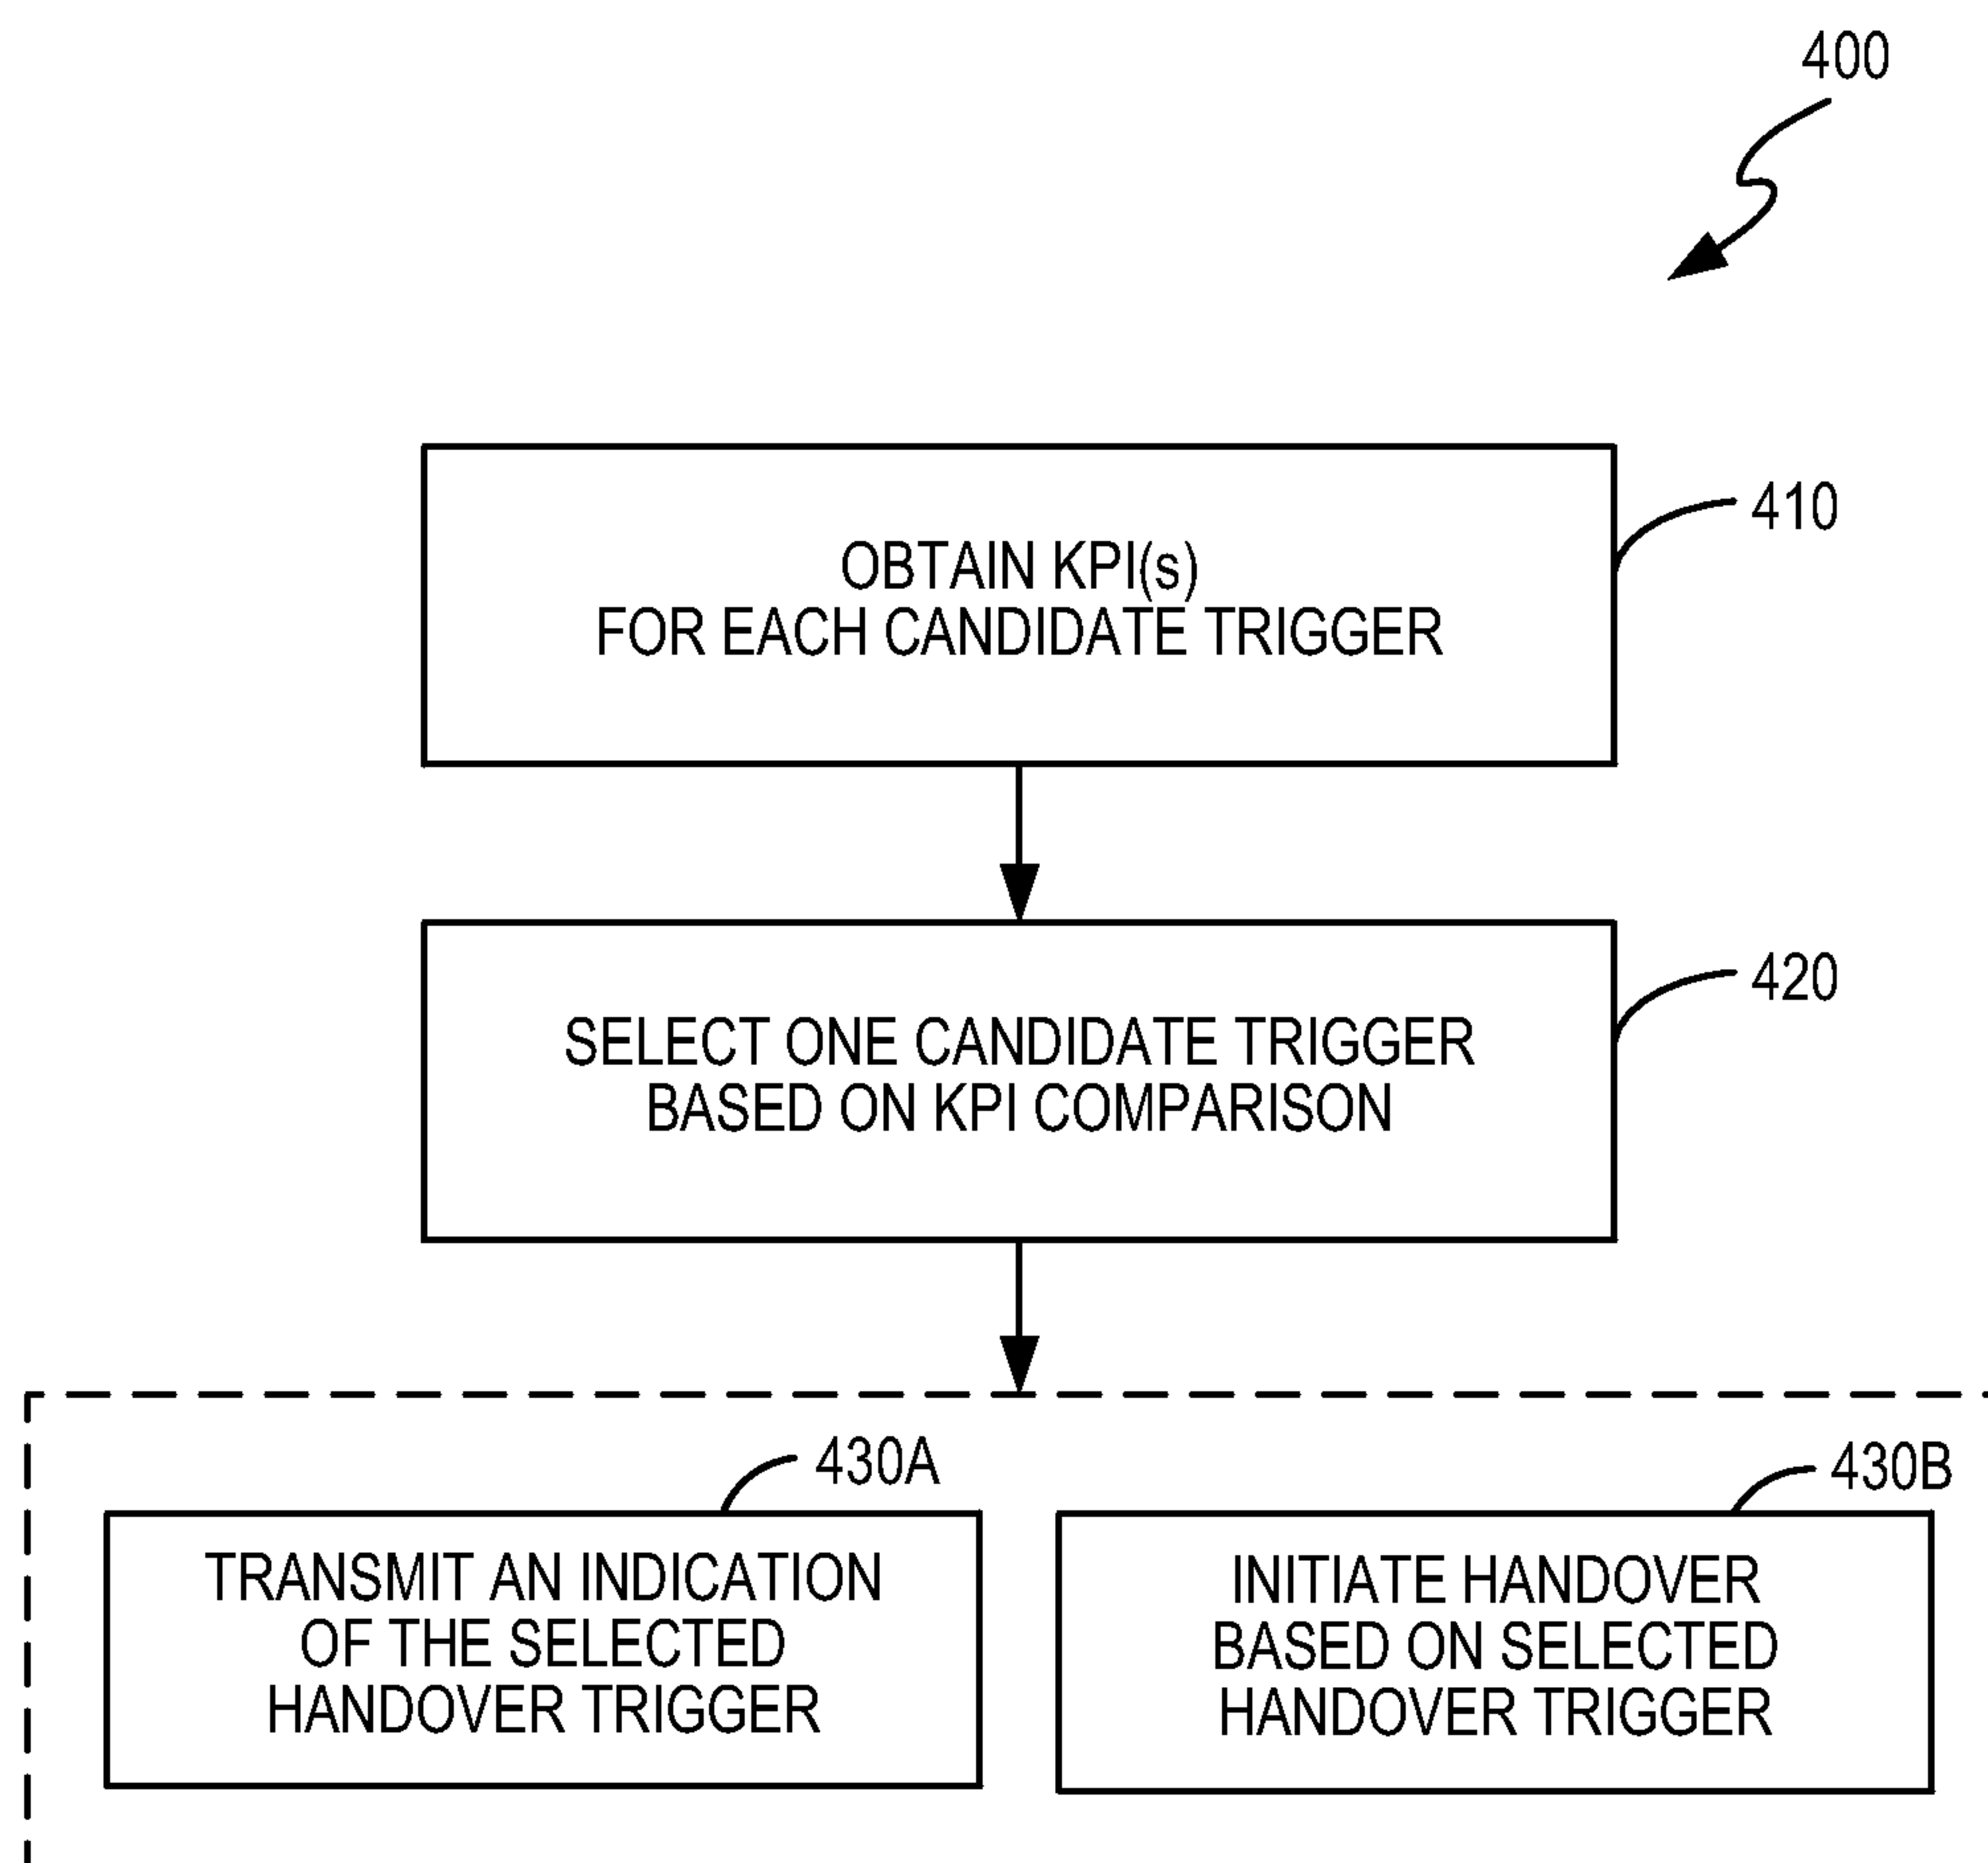 400
410
OBTAIN KPI(s)
FOR EACH CANDIDATE TRIGGER
420
SELECT ONE CANDIDATE TRIGGER
BASED ON KPI COMPARISON
430A
TRANSMIT AN INDICATION
OF THE SELECTED
HANDOVER TRIGGER
430B
INITIATE HANDOVER
BASED ON SELECTED
HANDOVER TRIGGER